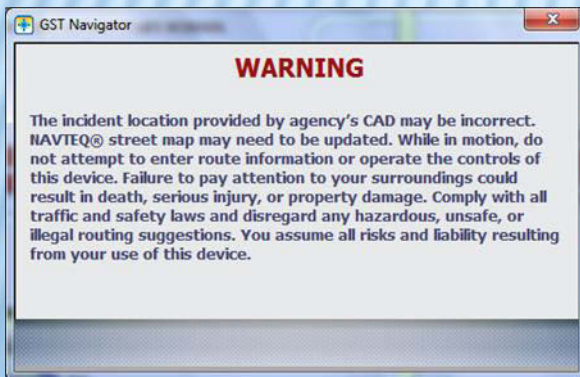 GST Navigator
WARNING
The incident location provided by agency's CAD may be incorrect.
NAVTEQ® street map may need to be updated. While in motion, do
not attempt to enter route information or operate the controls of
this device. Failure to pay attention to your surroundings could
result in death, serious injury, or property damage. Comply with all
traffic and safety laws and disregard any hazardous, unsafe, or
illegal routing suggestions. You assume all risks and liability resulting
from your use of this device.